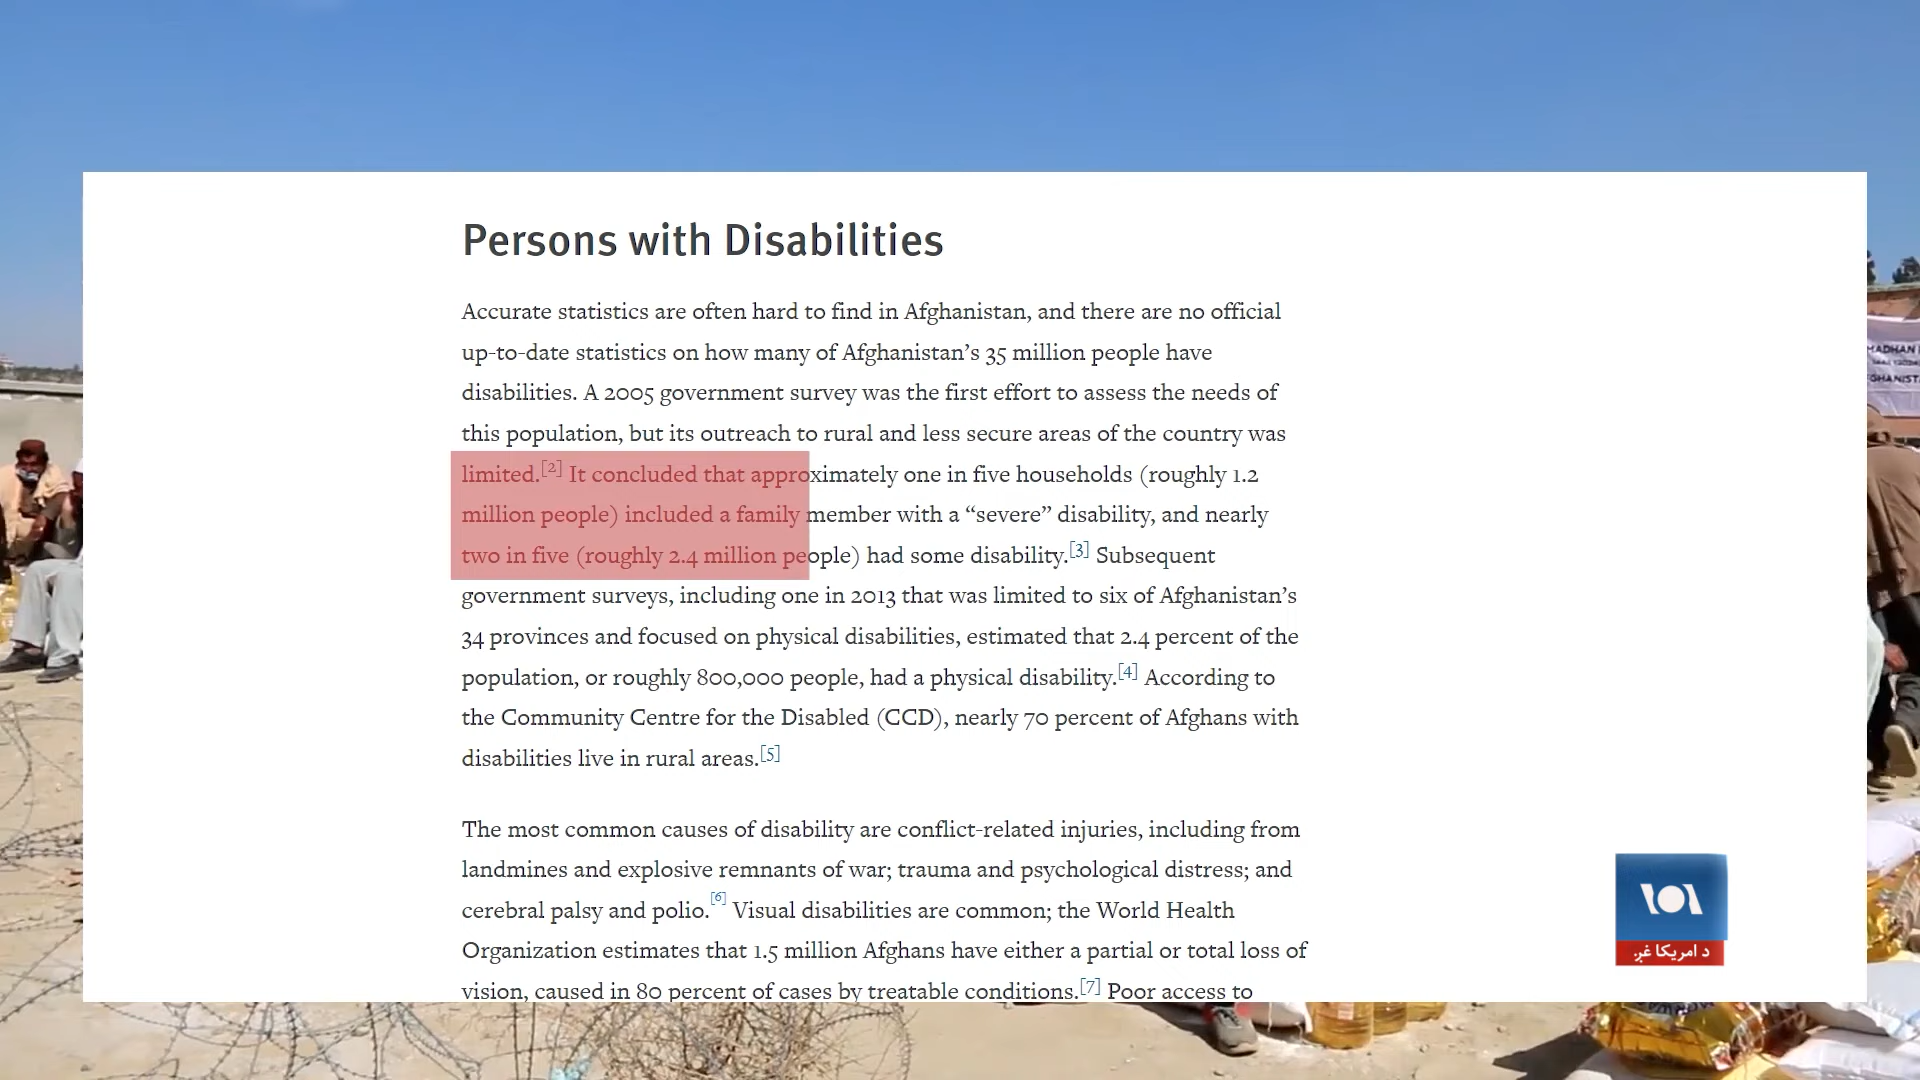 Persons with Disabilities
Accurate statistics are often hard to find in Afghanistan, and there are no official
up-to-date statistics on how many of Afghanistan’s 35 million people have
disabilities. A 2005 government survey was the first effort to assess the needs of
this population, but its outreach to rural and less secure areas of the country was
limited.[2] It concluded that approximately one in five households (roughly 1.2
million people) included a family member with a “severe” disability, and nearly
two in five (roughly 2.4 million people) had some disability.[3] Subsequent
government surveys, including one in 2013 that was limited to six of Afghanistan’s
34 provinces and focused on physical disabilities, estimated that 2.4 percent of the
population, or roughly 800,000 people, had a physical disability.[4] According to
the Community Centre for the Disabled (CCD), nearly 70 percent of Afghans with
disabilities live in rural areas.[5]
The most common causes of disability are conflict-related injuries, including from
landmines and explosive remnants of war; trauma and psychological distress; and
cerebral palsy and polio.[6] Visual disabilities are common; the World Health
Organization estimates that 1.5 million Afghans have either a partial or total loss of
vision, caused in 80 percent of cases by treatable conditions.[7] Poor access to
VOA
د امریکا غږ